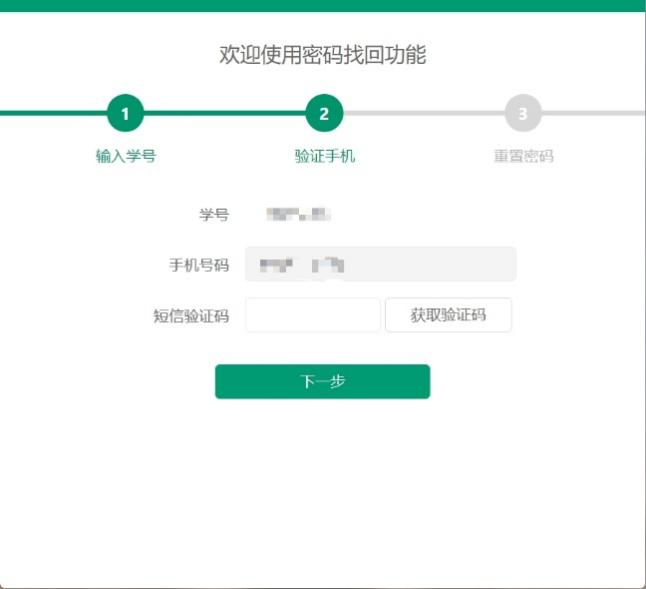 欢迎使用密码找回功能
1 2 3
输入学号 验证手机 重置密码
学号
手机号码
短信验证码 获取验证码
下一步